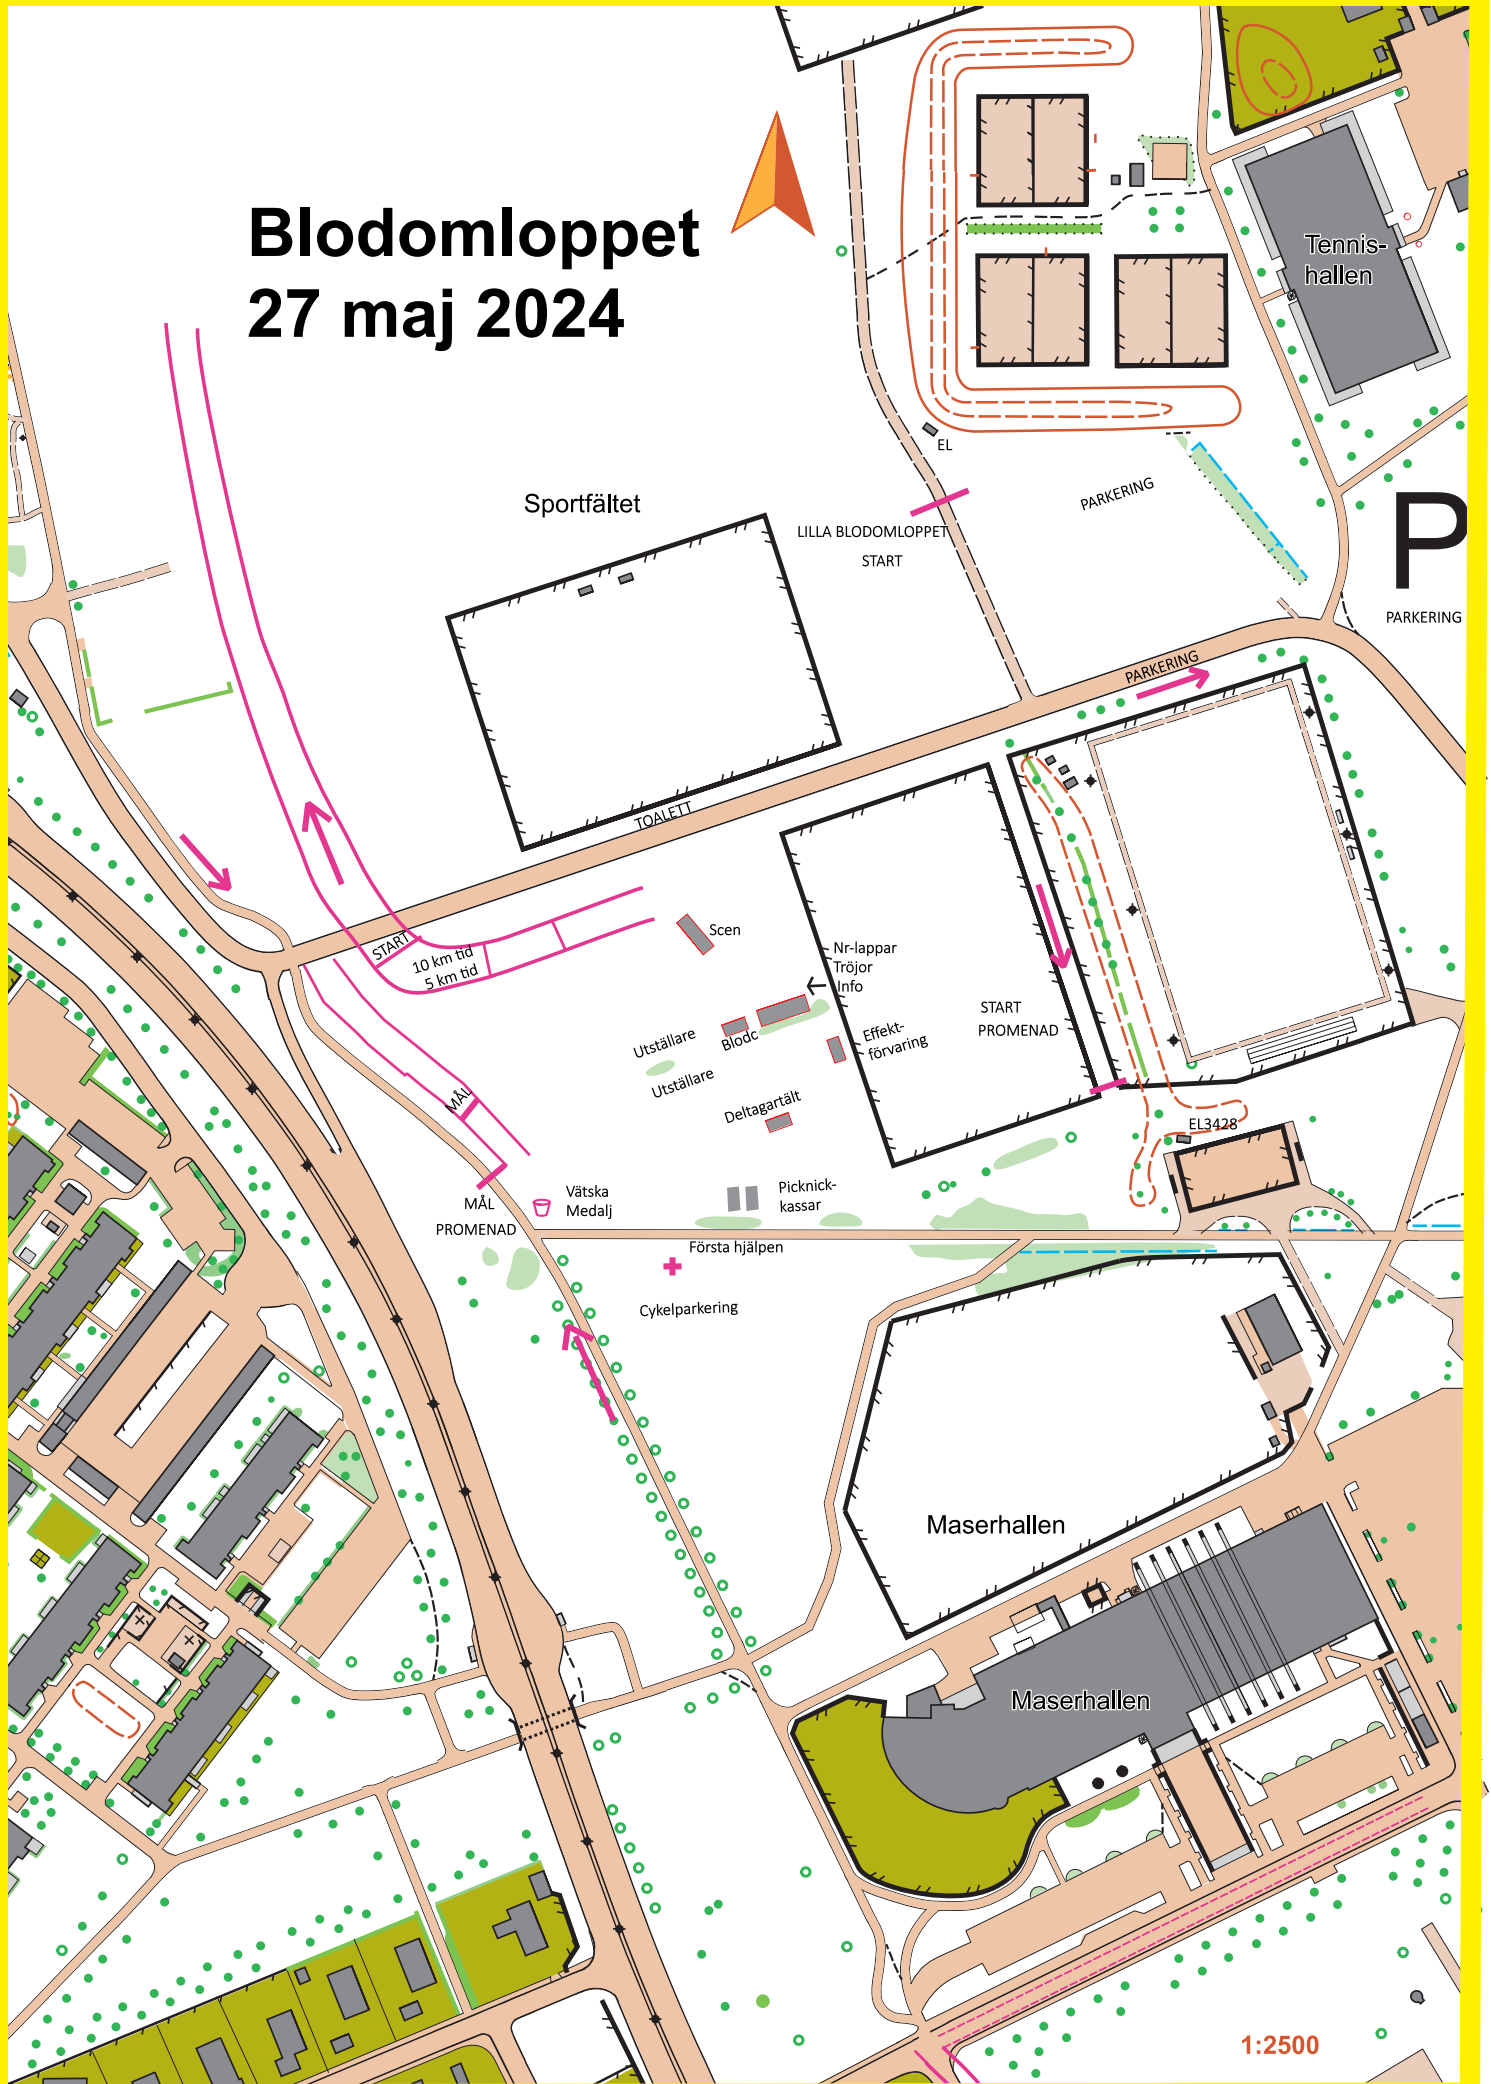 Blodomloppet
27 maj 2024
Tennis-
hallen
EL
PARKERING
Sportfältet
LILLA BLODOMLOPPET
START
P
PARKERING
PARKERING
TOALETT
Scen
START
10 km tid
5 km tid
Nr-lappar
Tröjor
Info
START
PROMENAD
Utställare
Blodc
Effekt-
förvaring
Utställare
MÅL
Deltagartält
EL3428
Vätska
Medalj
MÅL
PROMENAD
Picknick-
kassar
Första hjälpen
Cykelparkering
Maserhallen
Maserhallen
1:2500